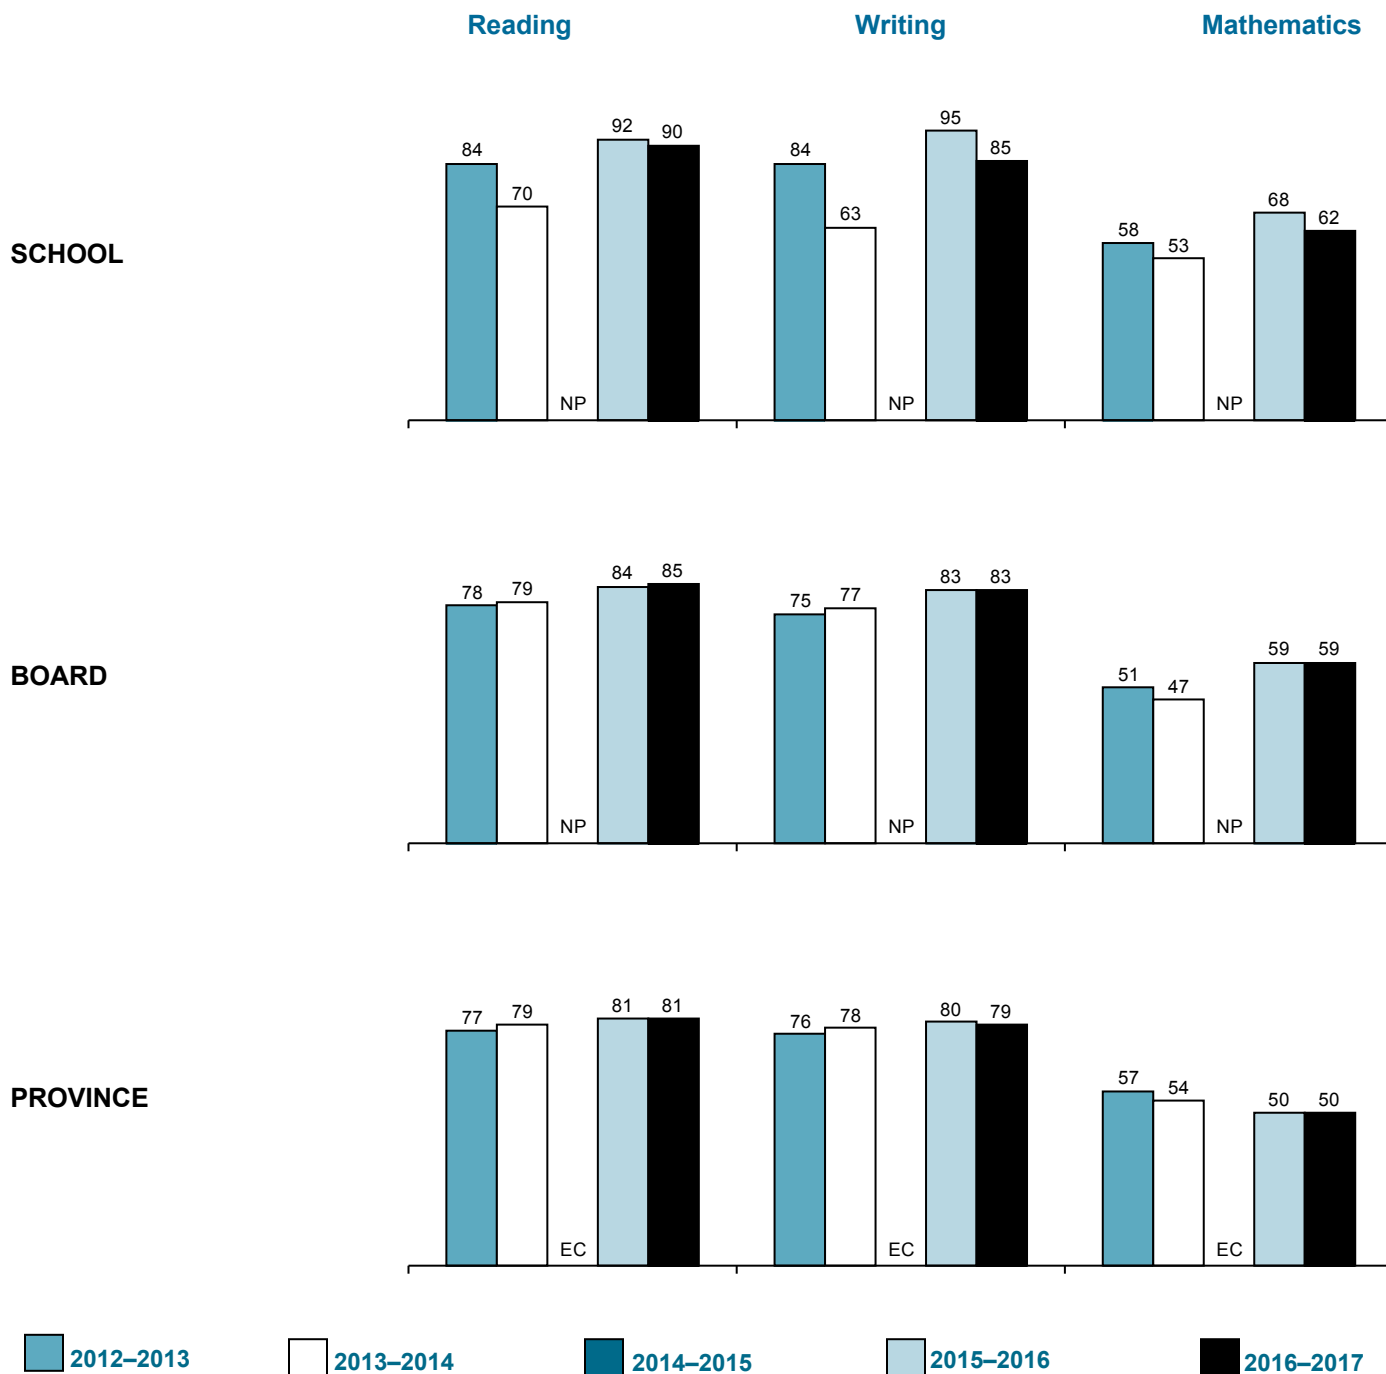 Reading Writing Mathematics
SCHOOL
84 70 NP 92 90 84 63 NP 95 85 58 53 NP 68 62
BOARD
78 79 NP 84 85 75 77 NP 83 83 51 47 NP 59 59
PROVINCE
77 79 EC 81 81 76 78 EC 80 79 57 54 EC 50 50
2012–2013 2013–2014 2014–2015 2015–2016 2016–2017